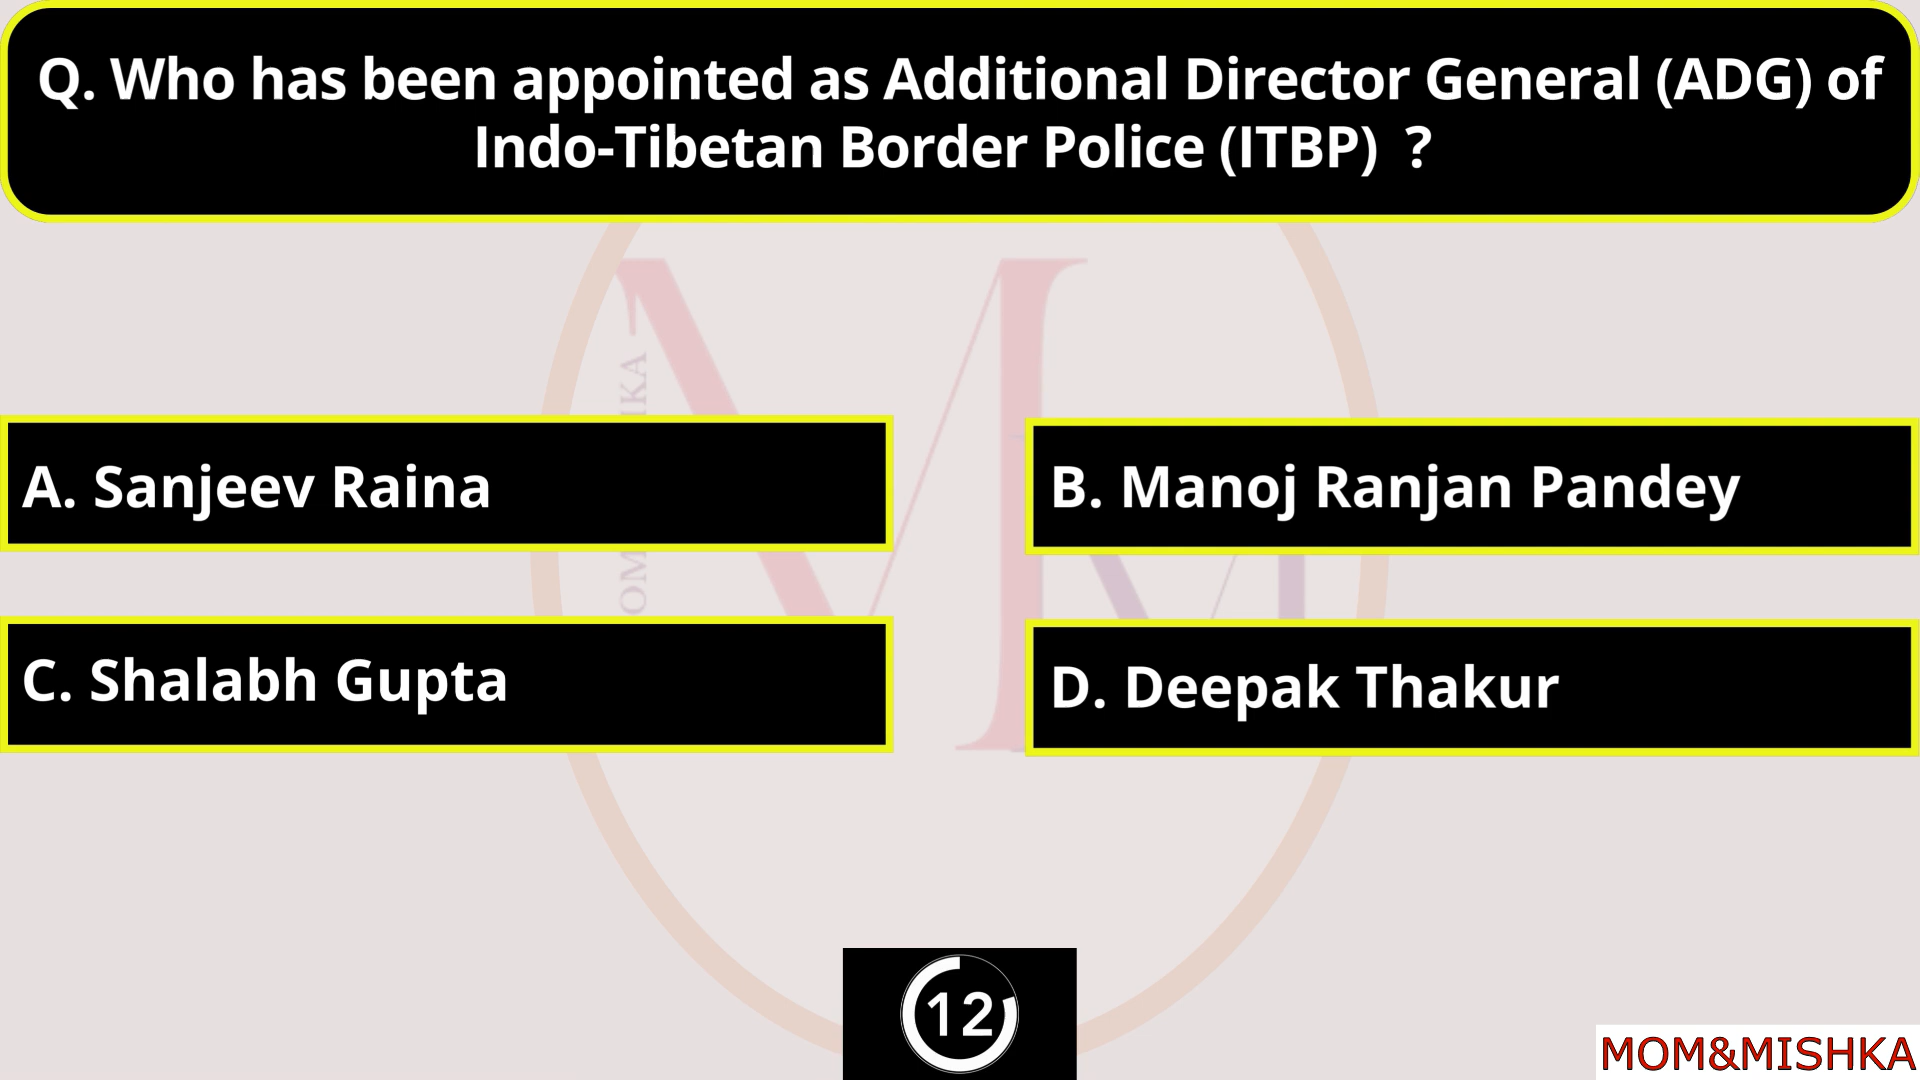 Q. Who has been appointed as Additional Director General (ADG) of
Indo-Tibetan Border Police (ITBP)  ?
A. Sanjeev Raina
B. Manoj Ranjan Pandey
C. Shalabh Gupta
D. Deepak Thakur
12
MOM&MISHKA